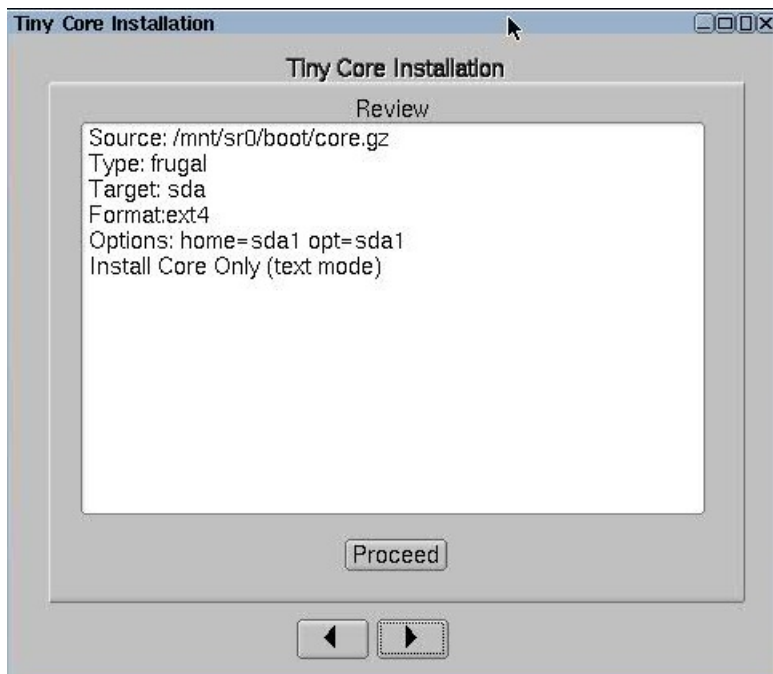 Tiny Core Installation
Tiny Core Installation
Review
Source: /mnt/sr0/boot/core.gz
Type: frugal
Target: sda
Format:ext4
Options: home=sda1 opt=sda1
Install Core Only (text mode)
Proceed